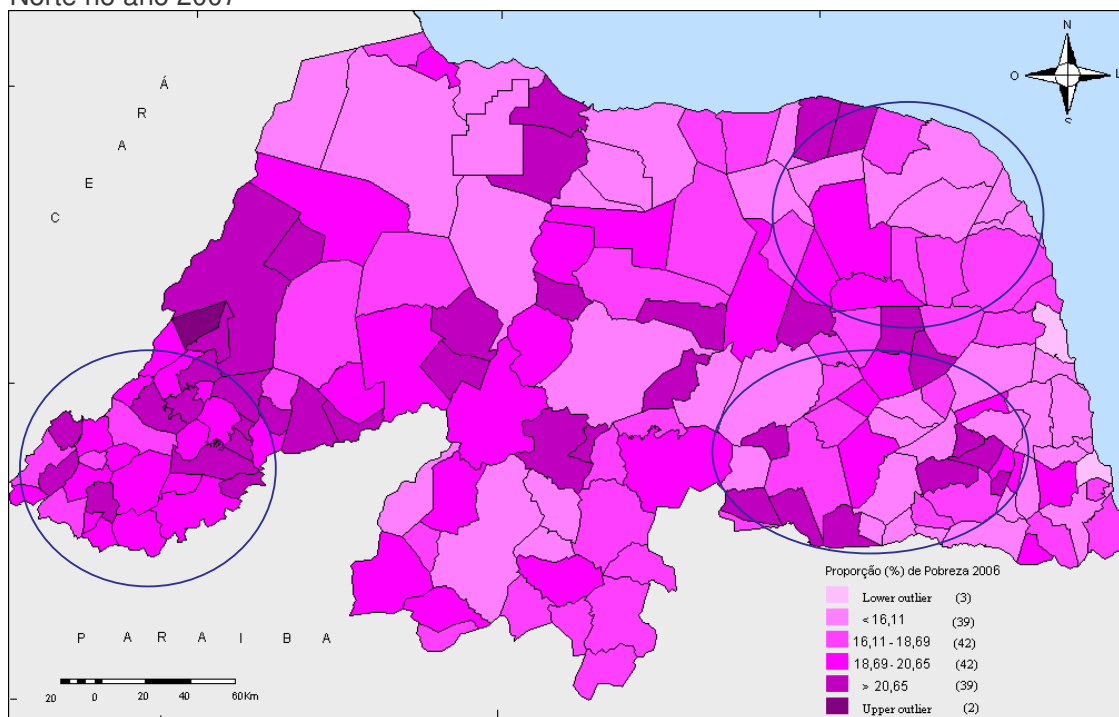 Norte no ano 2007
N
O L
S
C E A R Á
P A R A I B A
Proporção (%) de Pobreza 2006
Lower outlier (3)
< 16,11 (39)
16,11 - 18,69 (42)
18,69 - 20,65 (42)
> 20,65 (39)
Upper outlier (2)
20 0 20 40 60 Km